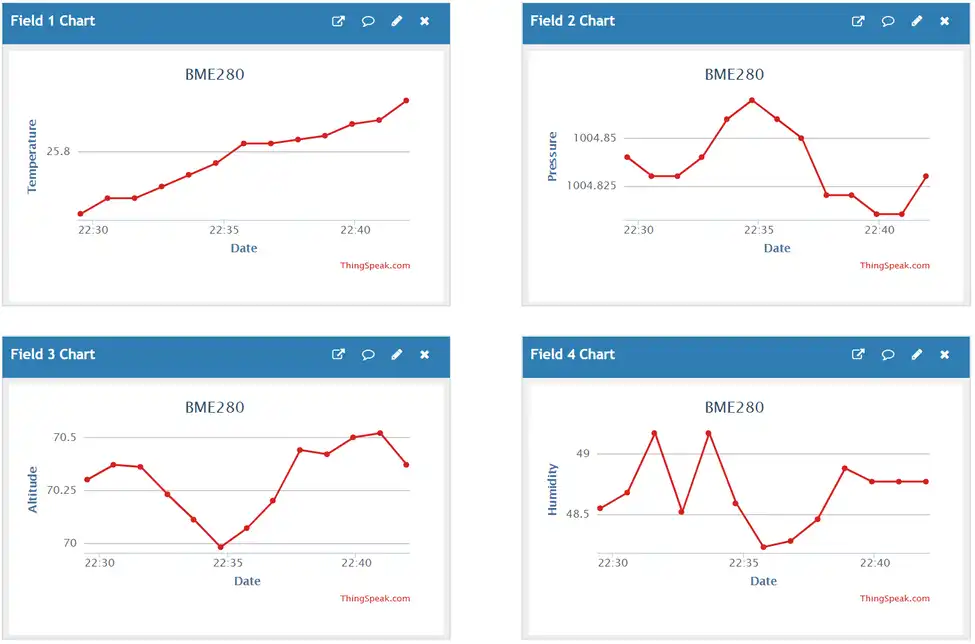 Field 1 Chart
BME280
Temperature
25.8
22:30 22:35 22:40
Date
ThingSpeak.com
Field 2 Chart
BME280
Pressure
1004.85
1004.825
22:30 22:35 22:40
Date
ThingSpeak.com
Field 3 Chart
BME280
Altitude
70.5
70.25
70
22:30 22:35 22:40
Date
ThingSpeak.com
Field 4 Chart
BME280
Humidity
49
48.5
22:30 22:35 22:40
Date
ThingSpeak.com